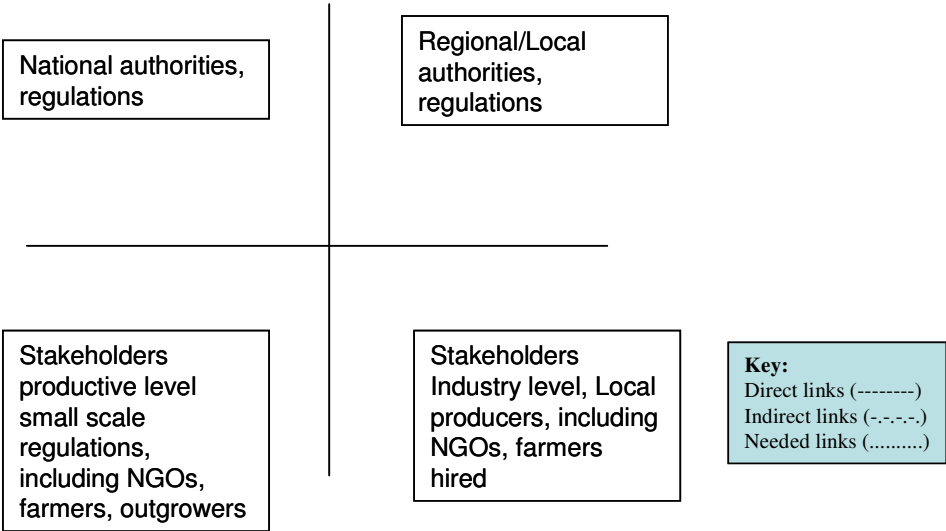 National authorities,
regulations
Regional/Local
authorities,
regulations
Stakeholders
productive level
small scale
regulations,
including NGOs,
farmers, outgrowers
Stakeholders
Industry level, Local
producers, including
NGOs, farmers
hired
Key:
Direct links (--------)
Indirect links (-.-.-.-.)
Needed links (..........)